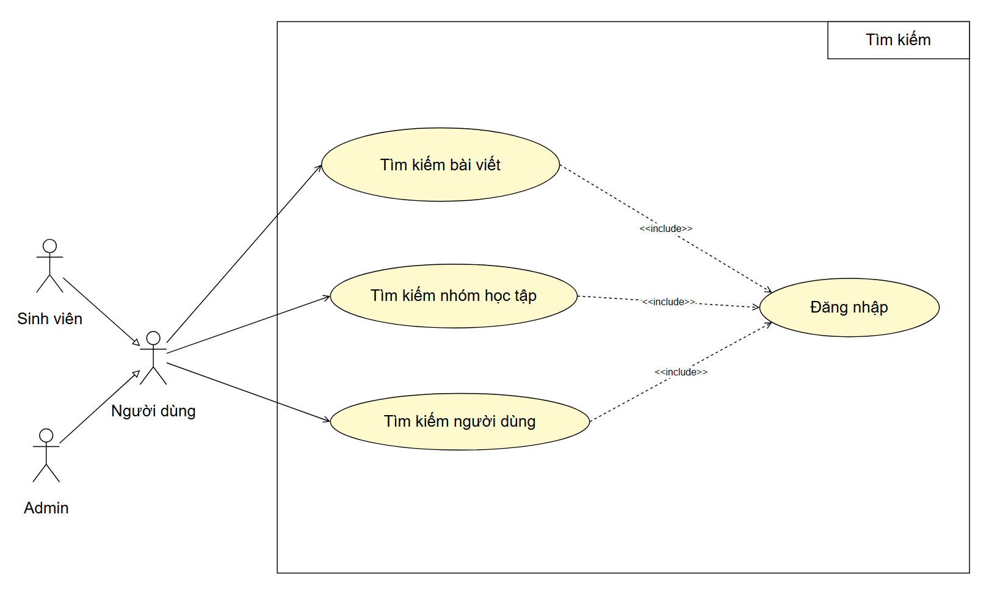 Tìm kiếm
Tìm kiếm bài viết
<<include>>
Sinh viên
Tìm kiếm nhóm học tập
<<include>>
Đăng nhập
<<include>>
Người dùng
Tìm kiếm người dùng
Admin